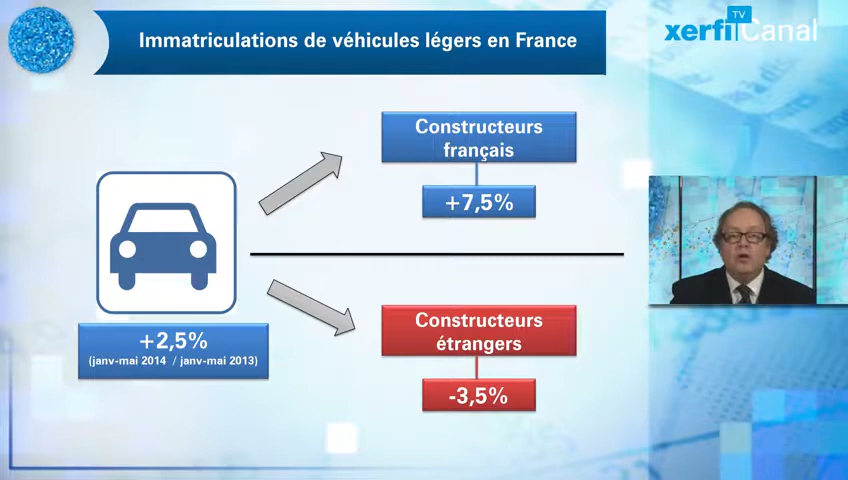 Immatriculations de véhicules légers en France
TV
xerfi Canal
Constructeurs
français
+7,5%
+2,5%
(janv-mai 2014 / janv-mai 2013)
Constructeurs
étrangers
-3,5%